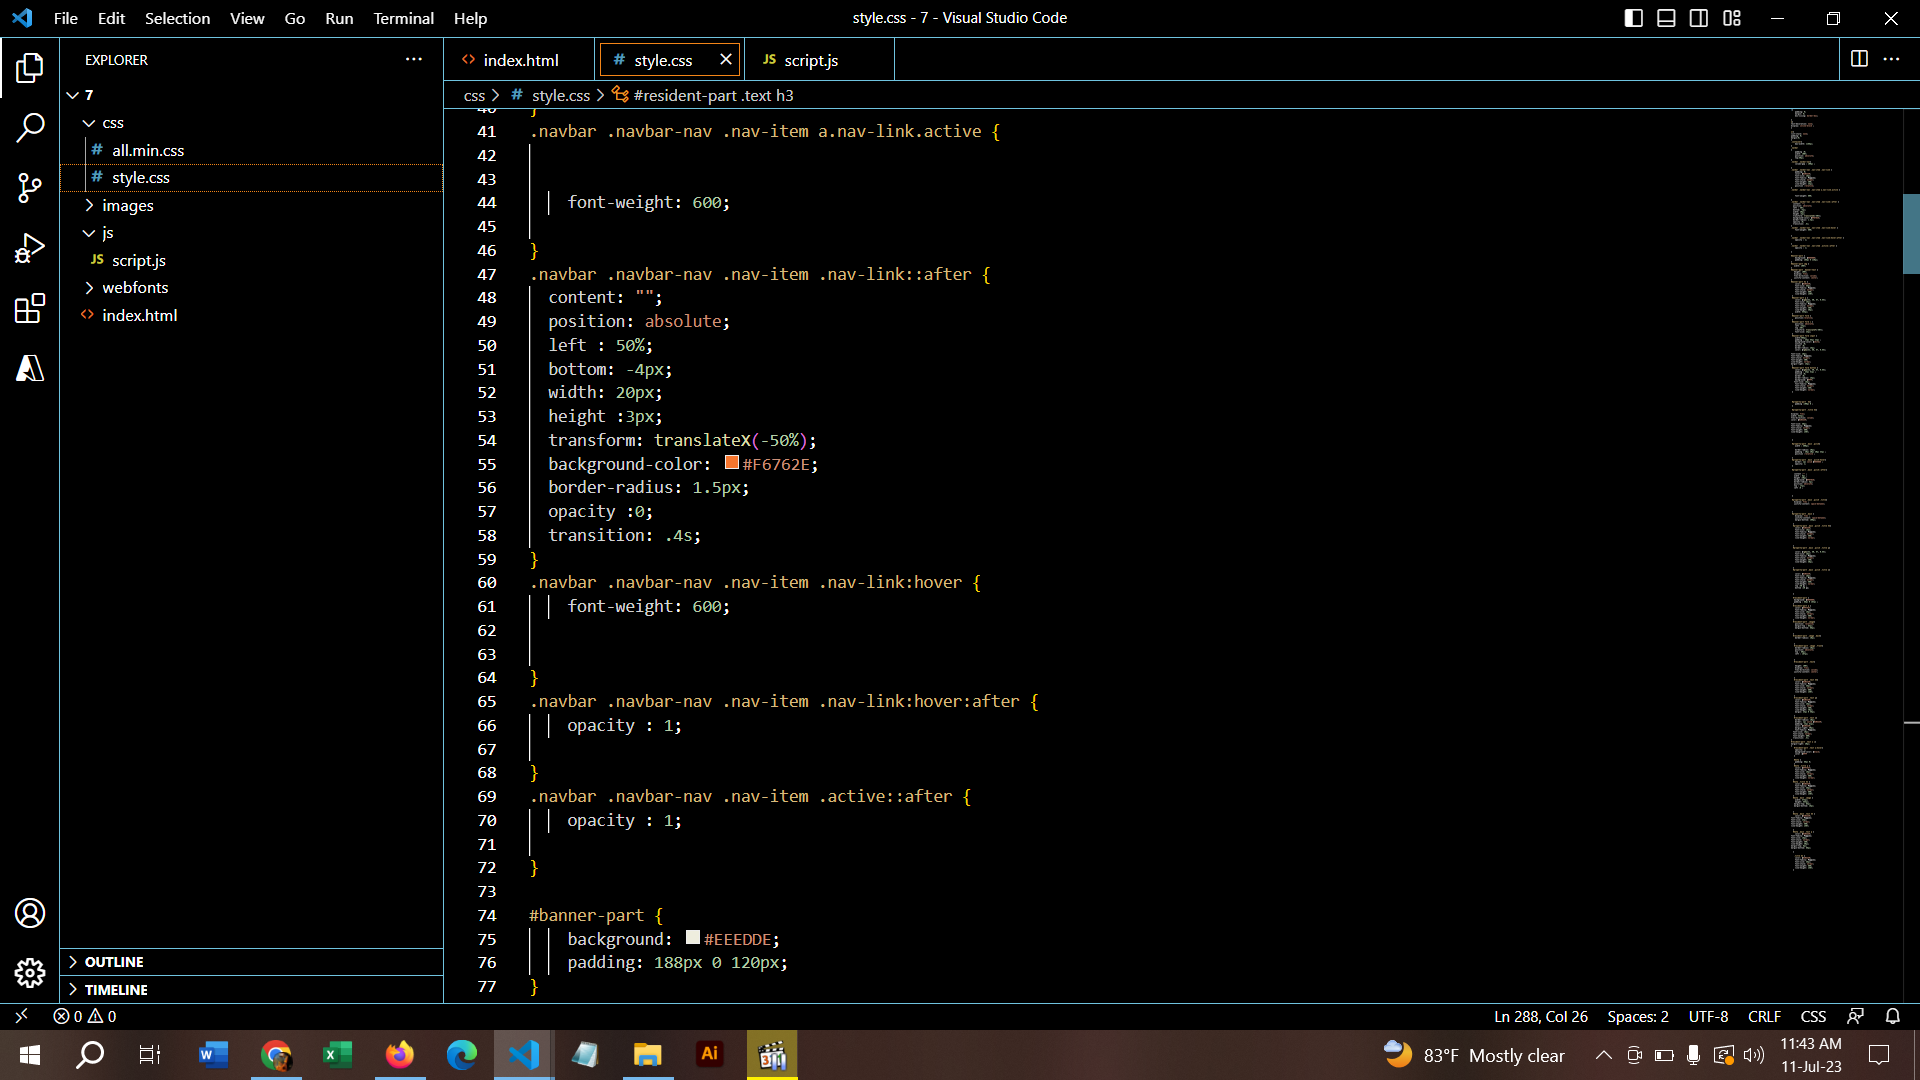 File Edit Selection View Go Run Terminal Help
style.css - 7 - Visual Studio Code
EXPLORER
7
css
# all.min.css
# style.css
images
js
JS script.js
webfonts
<> index.html
OUTLINE
TIMELINE
<> index.html # style.css JS script.js
css > # style.css > #resident-part .text h3
41 .navbar .navbar-nav .nav-item a.nav-link.active {
42
43
44 font-weight: 600;
45
46 }
47 .navbar .navbar-nav .nav-item .nav-link::after {
48 content: "";
49 position: absolute;
50 left : 50%;
51 bottom: -4px;
52 width: 20px;
53 height :3px;
54 transform: translateX(-50%);
55 background-color: #F6762E;
56 border-radius: 1.5px;
57 opacity :0;
58 transition: .4s;
59 }
60 .navbar .navbar-nav .nav-item .nav-link:hover {
61 font-weight: 600;
62
63
64 }
65 .navbar .navbar-nav .nav-item .nav-link:hover:after {
66 opacity : 1;
67
68 }
69 .navbar .navbar-nav .nav-item .active::after {
70 opacity : 1;
71
72 }
73
74 #banner-part {
75 background: #EEEDDE;
76 padding: 188px 0 120px;
77 }
0 0
Ln 288, Col 26 Spaces: 2 UTF-8 CRLF CSS
Ai
83°F Mostly clear
11:43 AM
11-Jul-23